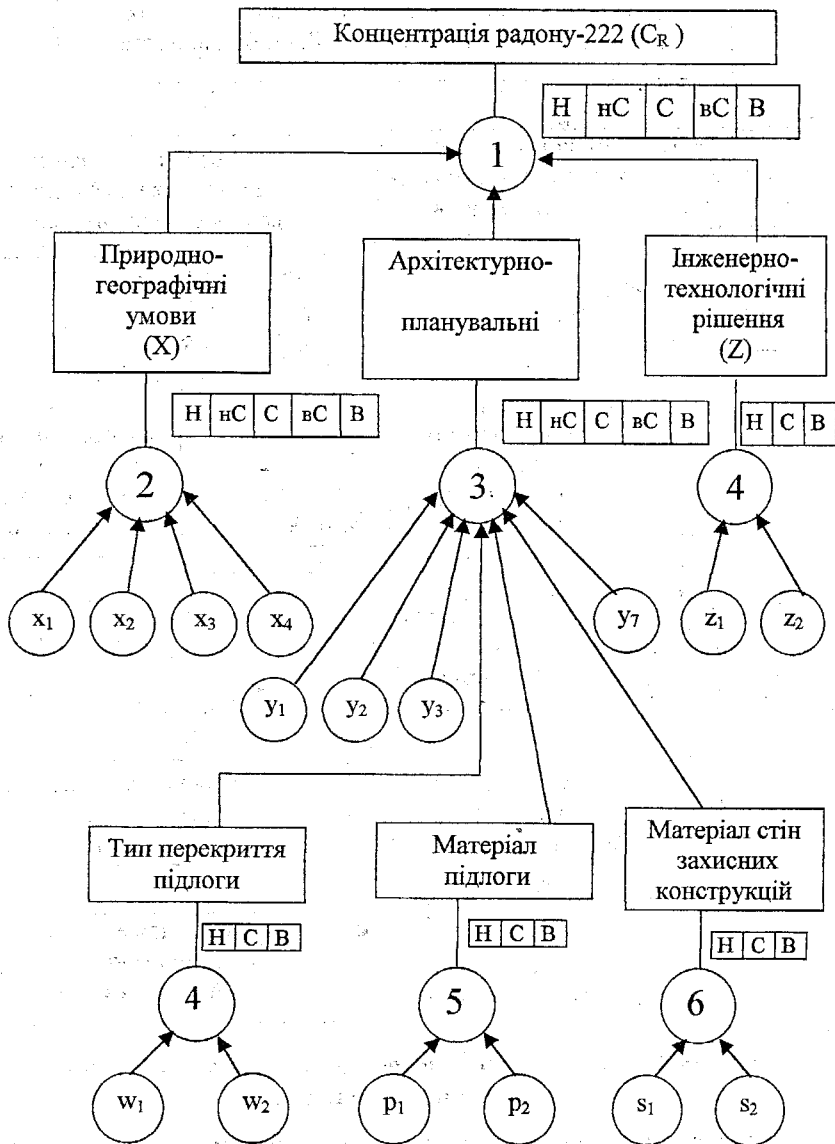 Концентрація радону-222 (C_R )
Н нС С вС В
1
Природно-
географічні
умови
(X)
Архітектурно-
планувальні
Інженерно-
технологічні
рішення
(Z)
Н нС С вС В
Н нС С вС В
Н С В
2
3
4
x₁
x₂
x₃
x₄
y₇
z₁
z₂
y₁
y₂
y₃
Тип перекриття
підлоги
Матеріал
підлоги
Матеріал стін
захисних
конструкцій
Н С В
Н С В
Н С В
4
5
6
w₁
w₂
p₁
p₂
s₁
s₂